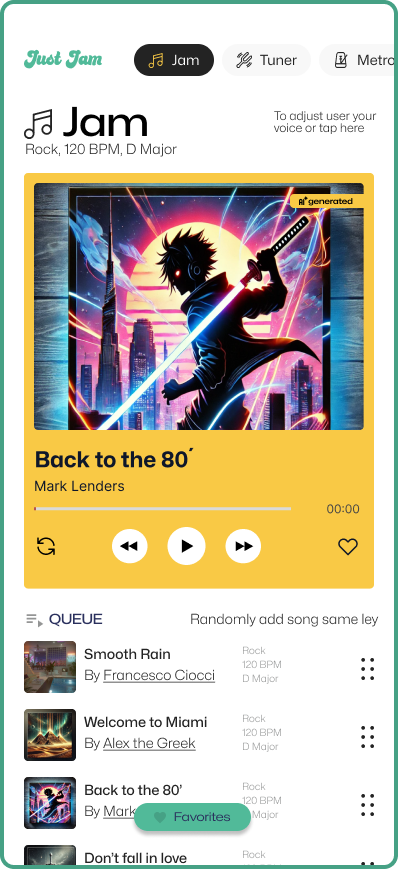 Just Jam
Jam
Tuner
Metro
Jam
To adjust user your
voice or tap here
Rock, 120 BPM, D Major
AI generated
Back to the 80´
Mark Lenders
00:00
QUEUE
Randomly add song same ley
Smooth Rain
By Francesco Ciocci
Rock
120 BPM
D Major
Welcome to Miami
By Alex the Greek
Rock
120 BPM
D Major
Back to the 80’
By Mark
Rock
120 BPM
D Major
Favorites
Don’t fall in love
Rock